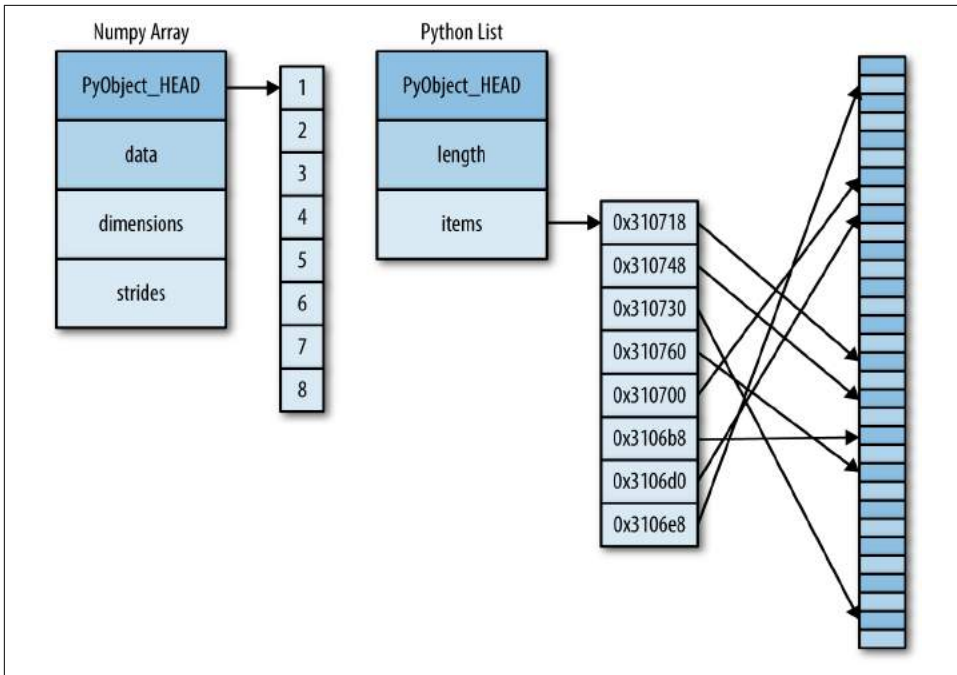 Numpy Array
PyObject_HEAD
data
dimensions
strides
1
2
3
4
5
6
7
8
Python List
PyObject_HEAD
length
items
0x310718
0x310748
0x310730
0x310760
0x310700
0x3106b8
0x3106d0
0x3106e8